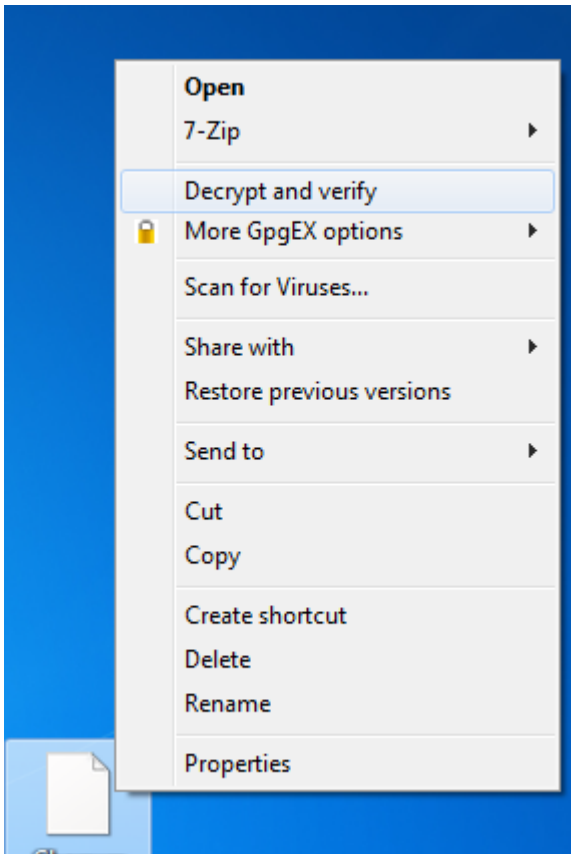 Open
7-Zip
Decrypt and verify
More GpgEX options
Scan for Viruses...
Share with
Restore previous versions
Send to
Cut
Copy
Create shortcut
Delete
Rename
Properties